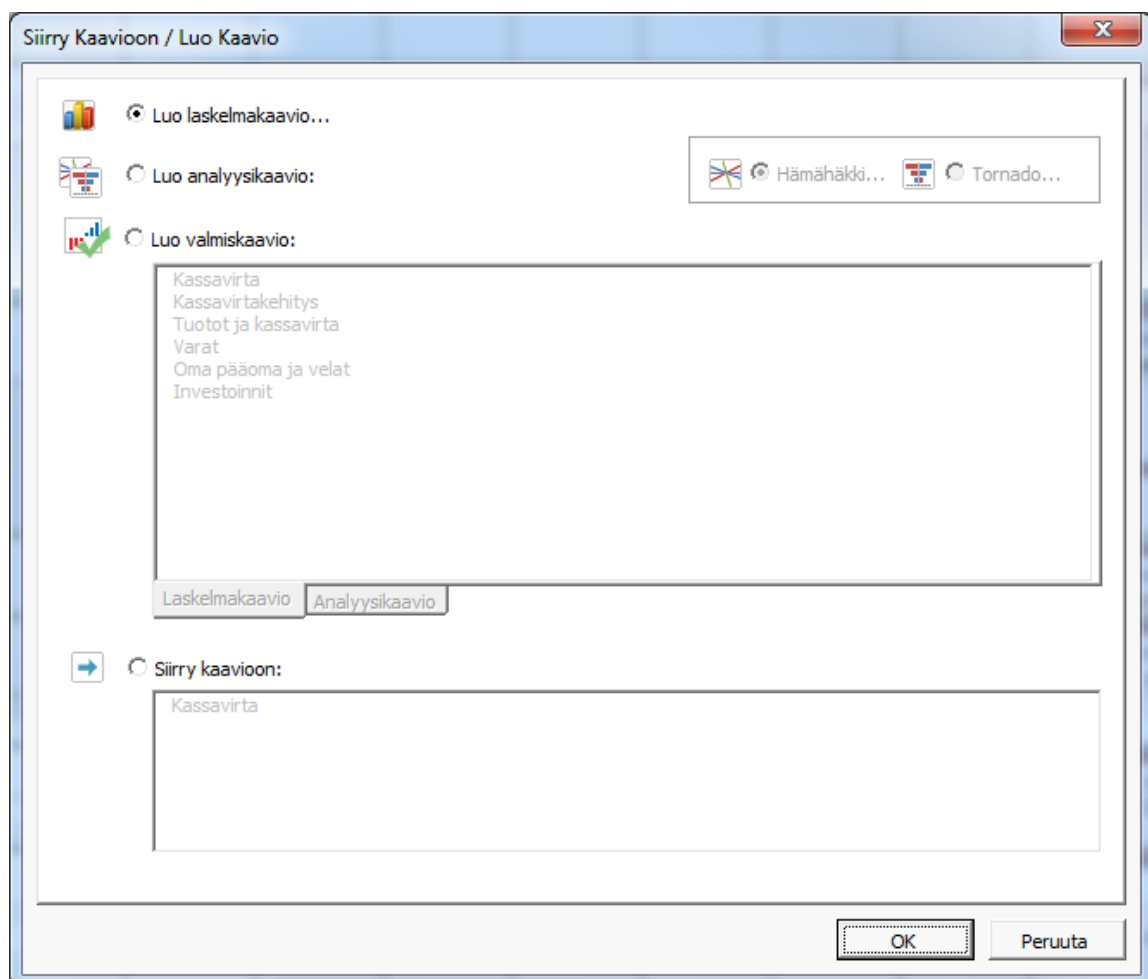 Siirry Kaavioon / Luo Kaavio
Luo laskelmakaavio...
Luo analyysikaavio:
Hämähäkki...
Tornado...
Luo valmiskaavio:
Kassavirta
Kassavirtakehitys
Tuotot ja kassavirta
Varat
Oma pääoma ja velat
Investoinnit
Laskelmakaavio
Analyysikaavio
Siirry kaavioon:
Kassavirta
OK
Peruuta